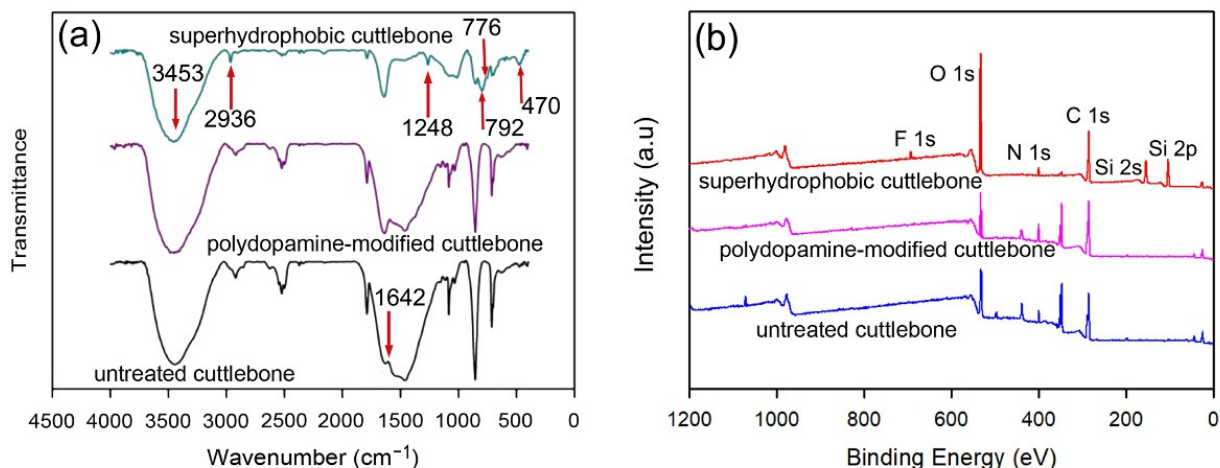 (a)
superhydrophobic cuttlebone
776
3453
2936
1248
792
470
polydopamine-modified cuttlebone
1642
untreated cuttlebone
Transmittance
4500 4000 3500 3000 2500 2000 1500 1000 500 0
Wavenumber (cm⁻¹)
(b)
O 1s
F 1s
N 1s
C 1s
Si 2s
Si 2p
superhydrophobic cuttlebone
polydopamine-modified cuttlebone
untreated cuttlebone
Intensity (a.u)
1200 1000 800 600 400 200 0
Binding Energy (eV)